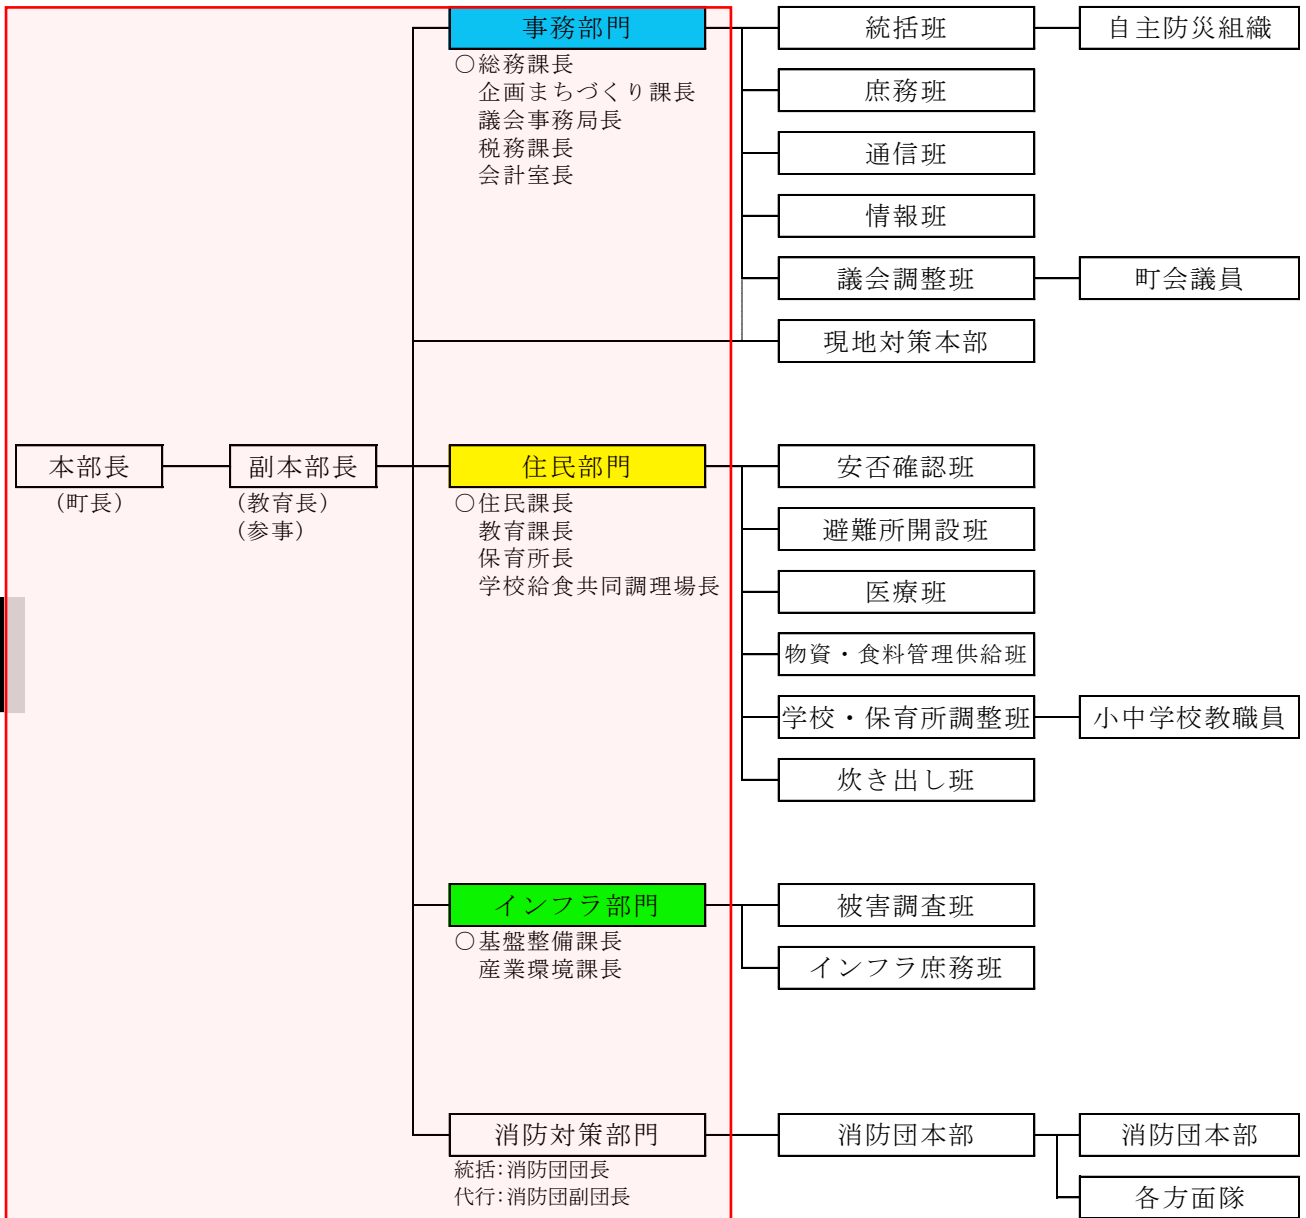 事務部門
○総務課長
企画まちづくり課長
議会事務局長
税務課長
会計室長
統括班
自主防災組織
庶務班
通信班
情報班
議会調整班
町会議員
現地対策本部
本部長
(町長)
副本部長
(教育長)
(参事)
住民部門
○住民課長
教育課長
保育所長
学校給食共同調理場長
安否確認班
避難所開設班
医療班
物資・食料管理供給班
学校・保育所調整班
小中学校教職員
炊き出し班
インフラ部門
○基盤整備課長
産業環境課長
被害調査班
インフラ庶務班
消防対策部門
統括:消防団団長
代行:消防団副団長
消防団本部
消防団本部
各方面隊